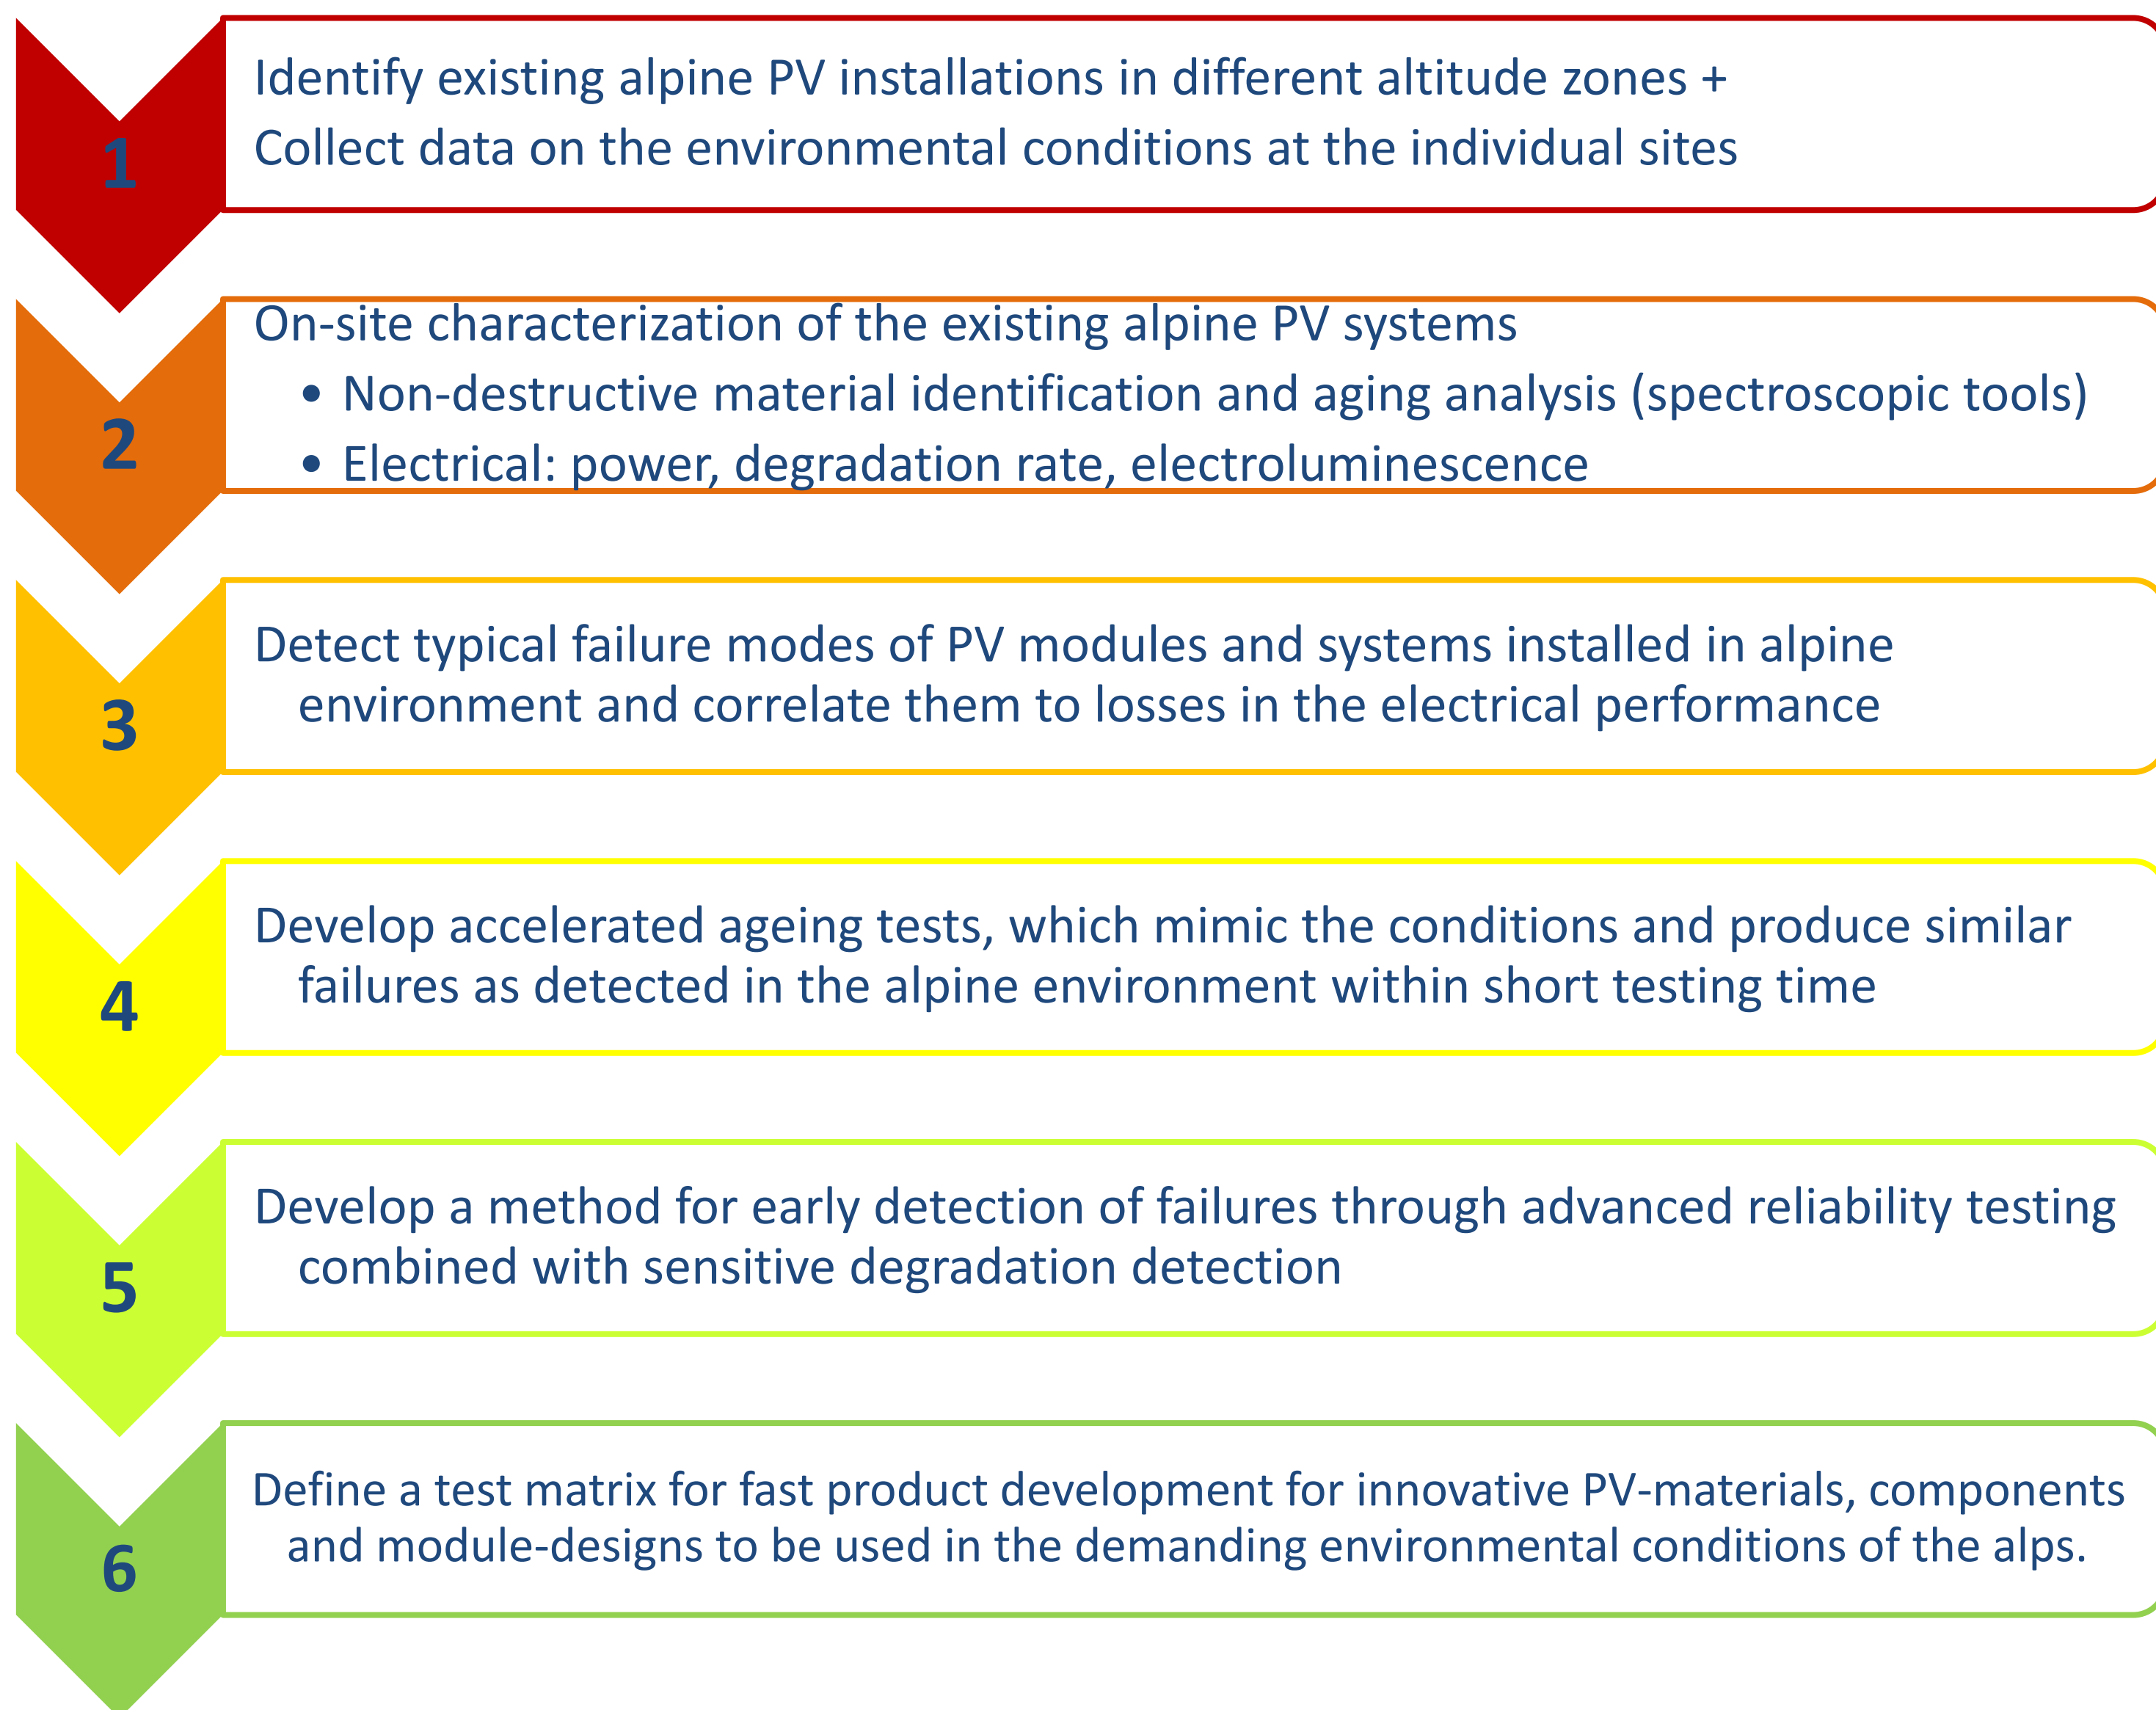 1
Identify existing alpine PV installations in different altitude zones +
Collect data on the environmental conditions at the individual sites
2
On-site characterization of the existing alpine PV systems
• Non-destructive material identification and aging analysis (spectroscopic tools)
• Electrical: power, degradation rate, electroluminescence
3
Detect typical failure modes of PV modules and systems installed in alpine
environment and correlate them to losses in the electrical performance
4
Develop accelerated ageing tests, which mimic the conditions and produce similar
failures as detected in the alpine environment within short testing time
5
Develop a method for early detection of failures through advanced reliability testing
combined with sensitive degradation detection
6
Define a test matrix for fast product development for innovative PV-materials, components
and module-designs to be used in the demanding environmental conditions of the alps.